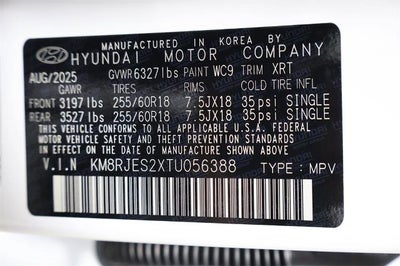 MANUFACTURED IN KOREA BY
HYUNDAI MOTOR COMPANY
AUG/2025 GVWR 6327lbs PAINT WC9 TRIM XRT
GAWR TIRES RIMS COLD TIRE INFL
FRONT 3197lbs 255/60R18 7.5JX18 35psi SINGLE
REAR 3527lbs 255/60R18 7.5JX18 35psi SINGLE
THIS VEHICLE CONFORMS TO ALL APPLICABLE FEDERAL MOTOR
VEHICLE SAFETY AND THEFT PREVENTION STANDARDS
IN EFFECT ON THE DATE OF MANUFACTURE SHOWN ABOVE.
V.I.N KM8RJES2XTU056388 TYPE: MPV